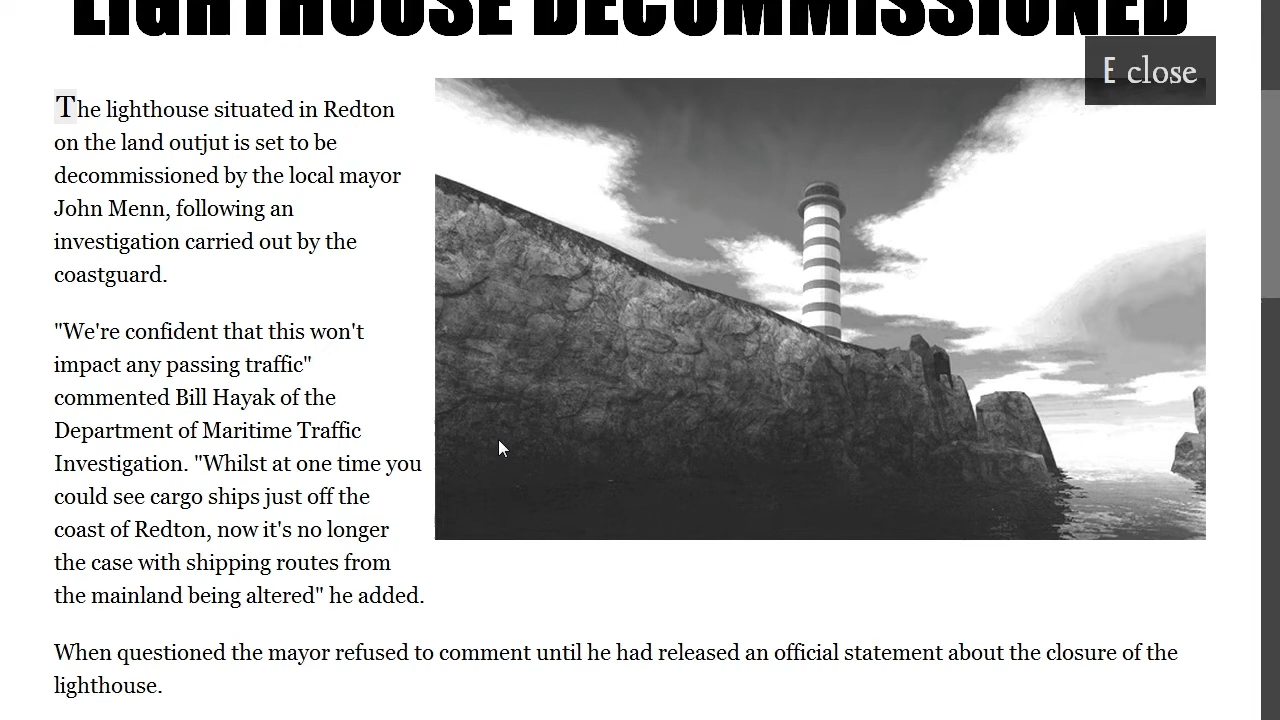 LIGHTHOUSE DECOMMISSIONED
E close
The lighthouse situated in Redton
on the land outjut is set to be
decommissioned by the local mayor
John Menn, following an
investigation carried out by the
coastguard.
"We're confident that this won't
impact any passing traffic"
commented Bill Hayak of the
Department of Maritime Traffic
Investigation. "Whilst at one time you
could see cargo ships just off the
coast of Redton, now it's no longer
the case with shipping routes from
the mainland being altered" he added.
When questioned the mayor refused to comment until he had released an official statement about the closure of the
lighthouse.